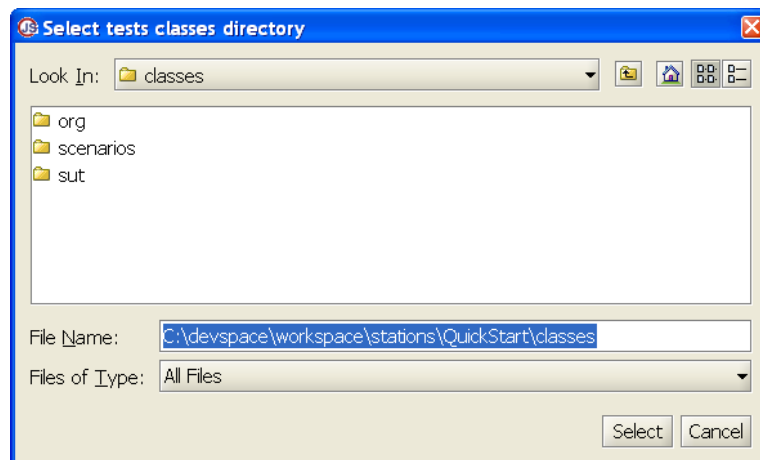 JS Select tests classes directory
Look In: classes
org
scenarios
sut
File Name: C:\devspace\workspace\stations\QuickStart\classes
Files of Type: All Files
Select Cancel